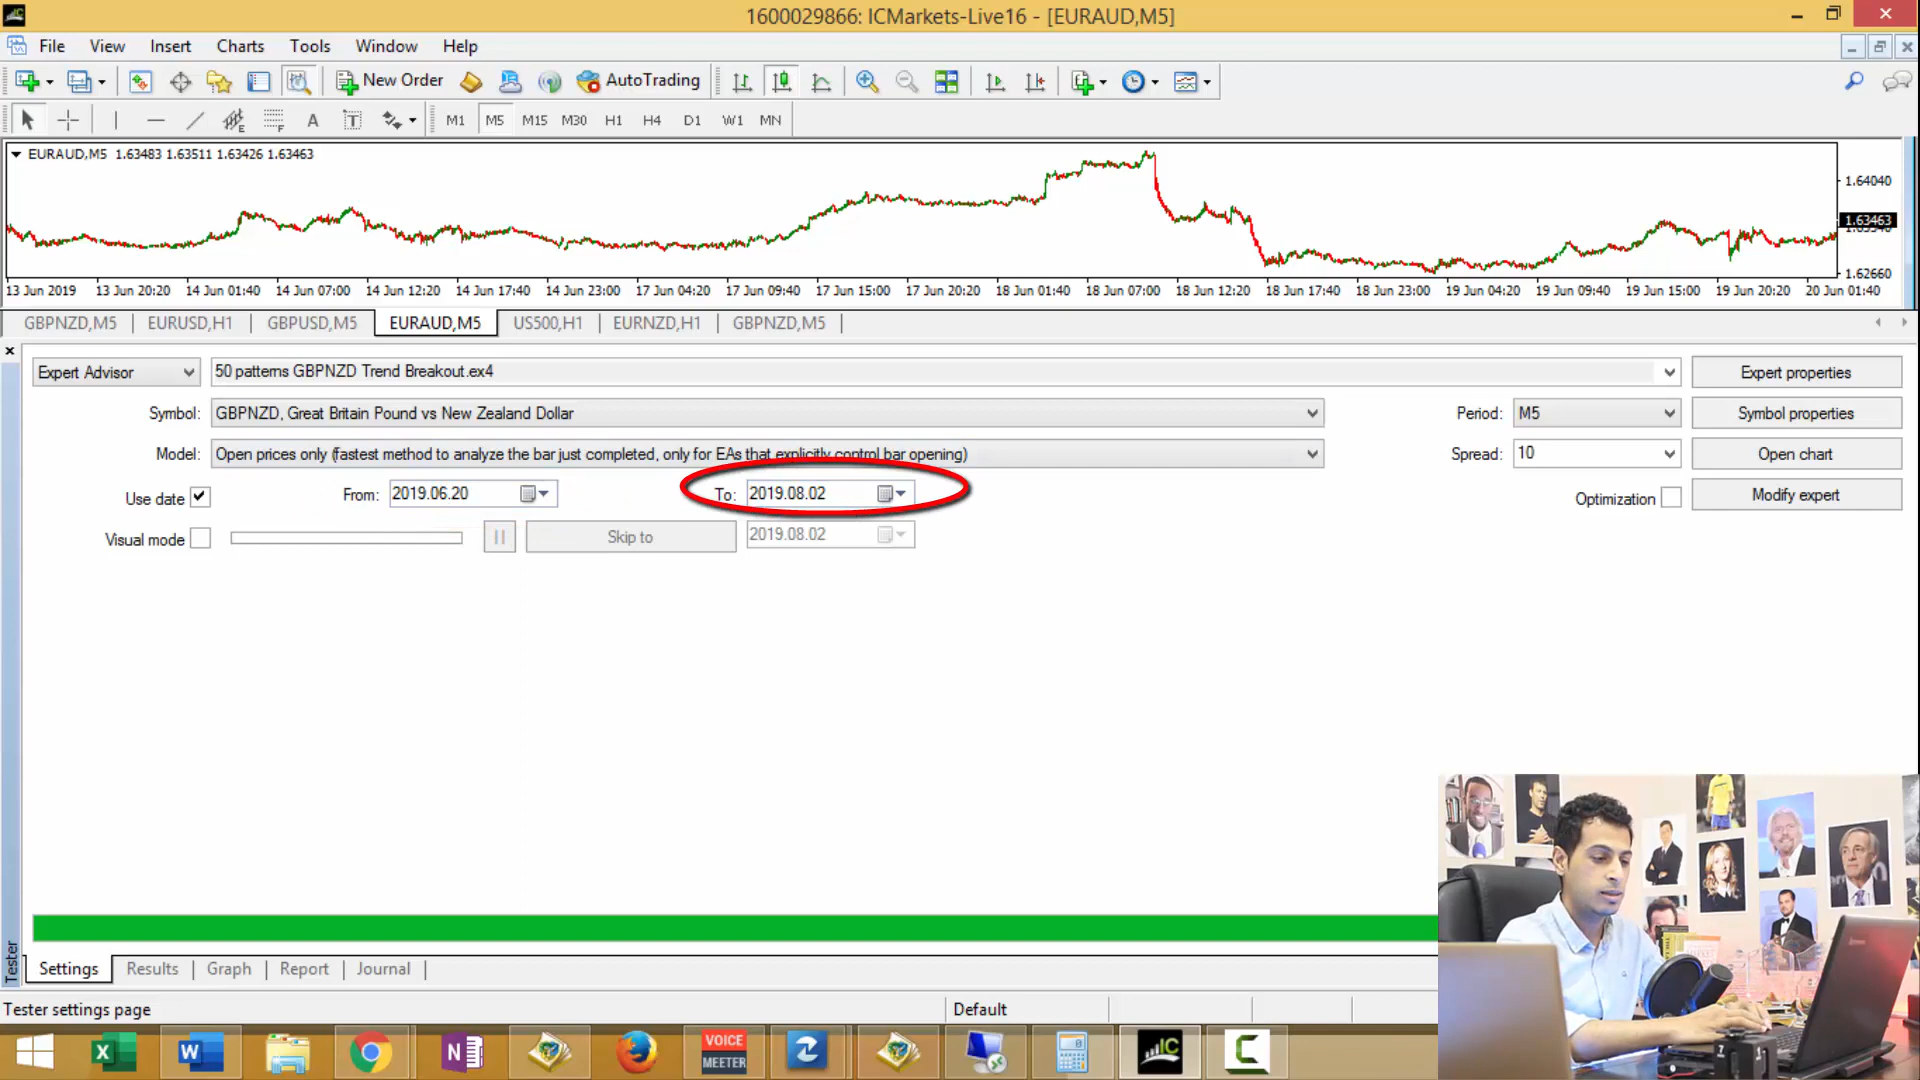 1600029866: ICMarkets-Live16 - [EURAUD,M5]
File View Insert Charts Tools Window Help
New Order AutoTrading
A T M1 M5 M15 M30 H1 H4 D1 W1 MN
EURAUD,M5 1.63483 1.63511 1.63426 1.63463
1.64040
1.63463
1.62660
13 Jun 2019 13 Jun 20:20 14 Jun 01:40 14 Jun 07:00 14 Jun 12:20 14 Jun 17:40 14 Jun 23:00 17 Jun 04:20 17 Jun 09:40 17 Jun 15:00 17 Jun 20:20 18 Jun 01:40 18 Jun 07:00 18 Jun 12:20 18 Jun 17:40 18 Jun 23:00 19 Jun 04:20 19 Jun 09:40 19 Jun 15:00 19 Jun 20:20 20 Jun 01:40
GBPNZD,M5 EURUSD,H1 GBPUSD,M5 EURAUD,M5 US500,H1 EURNZD,H1 GBPNZD,M5
Expert Advisor 50 patterns GBPNZD Trend Breakout.ex4 Expert properties
Symbol: GBPNZD, Great Britain Pound vs New Zealand Dollar Period: M5 Symbol properties
Model: Open prices only (fastest method to analyze the bar just completed, only for EAs that explicitly control bar opening) Spread: 10 Open chart
Use date From: 2019.06.20 To: 2019.08.02 Optimization Modify expert
Visual mode Skip to 2019.08.02
Tester
Settings Results Graph Report Journal
Tester settings page Default
VOICE
MEETER
IC